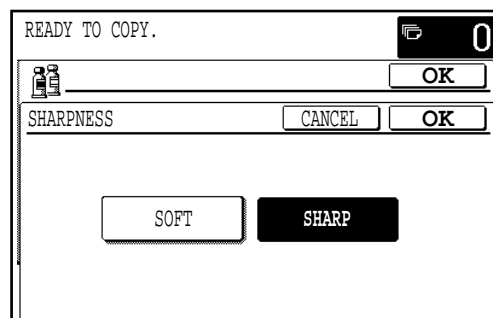 READY TO COPY. 0
OK
SHARPNESS CANCEL OK
SOFT SHARP